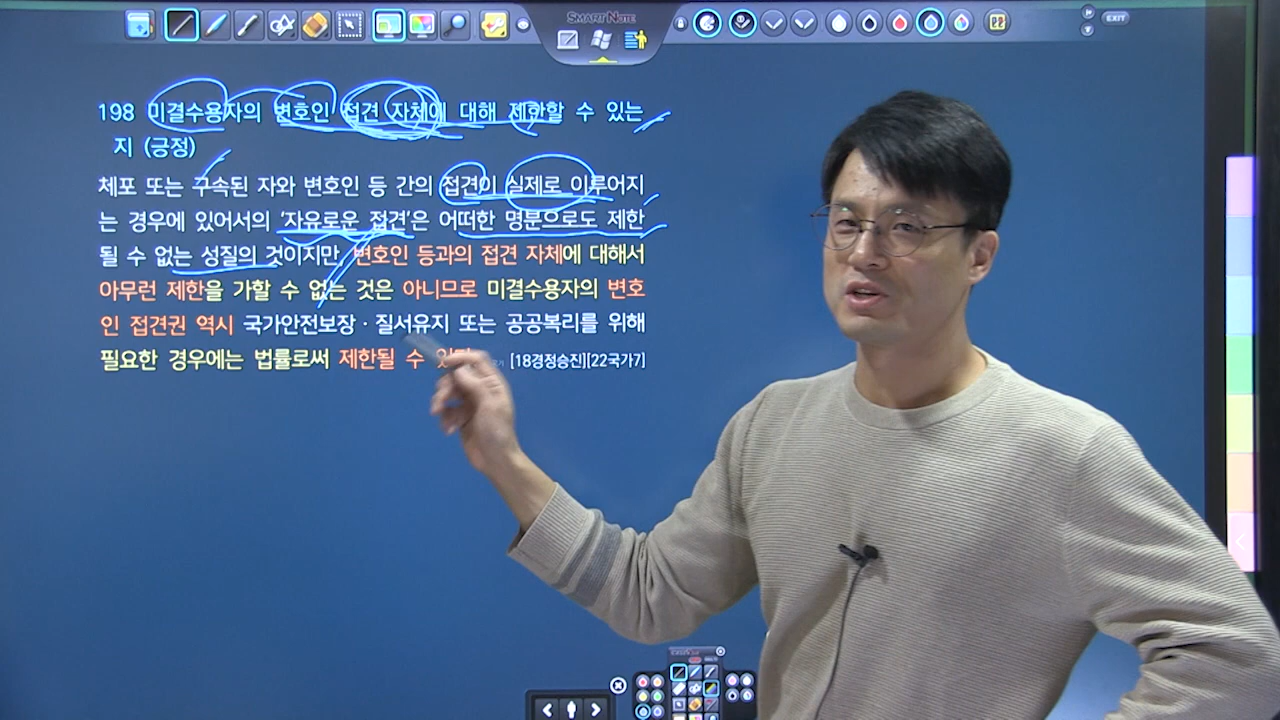 SMART NOTE
EXIT
198 미결수용자의 변호인 접견 자체에 대해 제한할 수 있는
지 (긍정)
체포 또는 구속된 자와 변호인 등 간의 접견이 실제로 이루어지
는 경우에 있어서의 '자유로운 접견'은 어떠한 명분으로도 제한
될 수 없는 성질의 것이지만, 변호인 등과의 접견 자체에 대해서
아무런 제한을 가할 수 없는 것은 아니므로 미결수용자의 변호
인 접견권 역시 국가안전보장·질서유지 또는 공공복리를 위해
필요한 경우에는 법률로써 제한될 수 [18경정승진][22국가7]